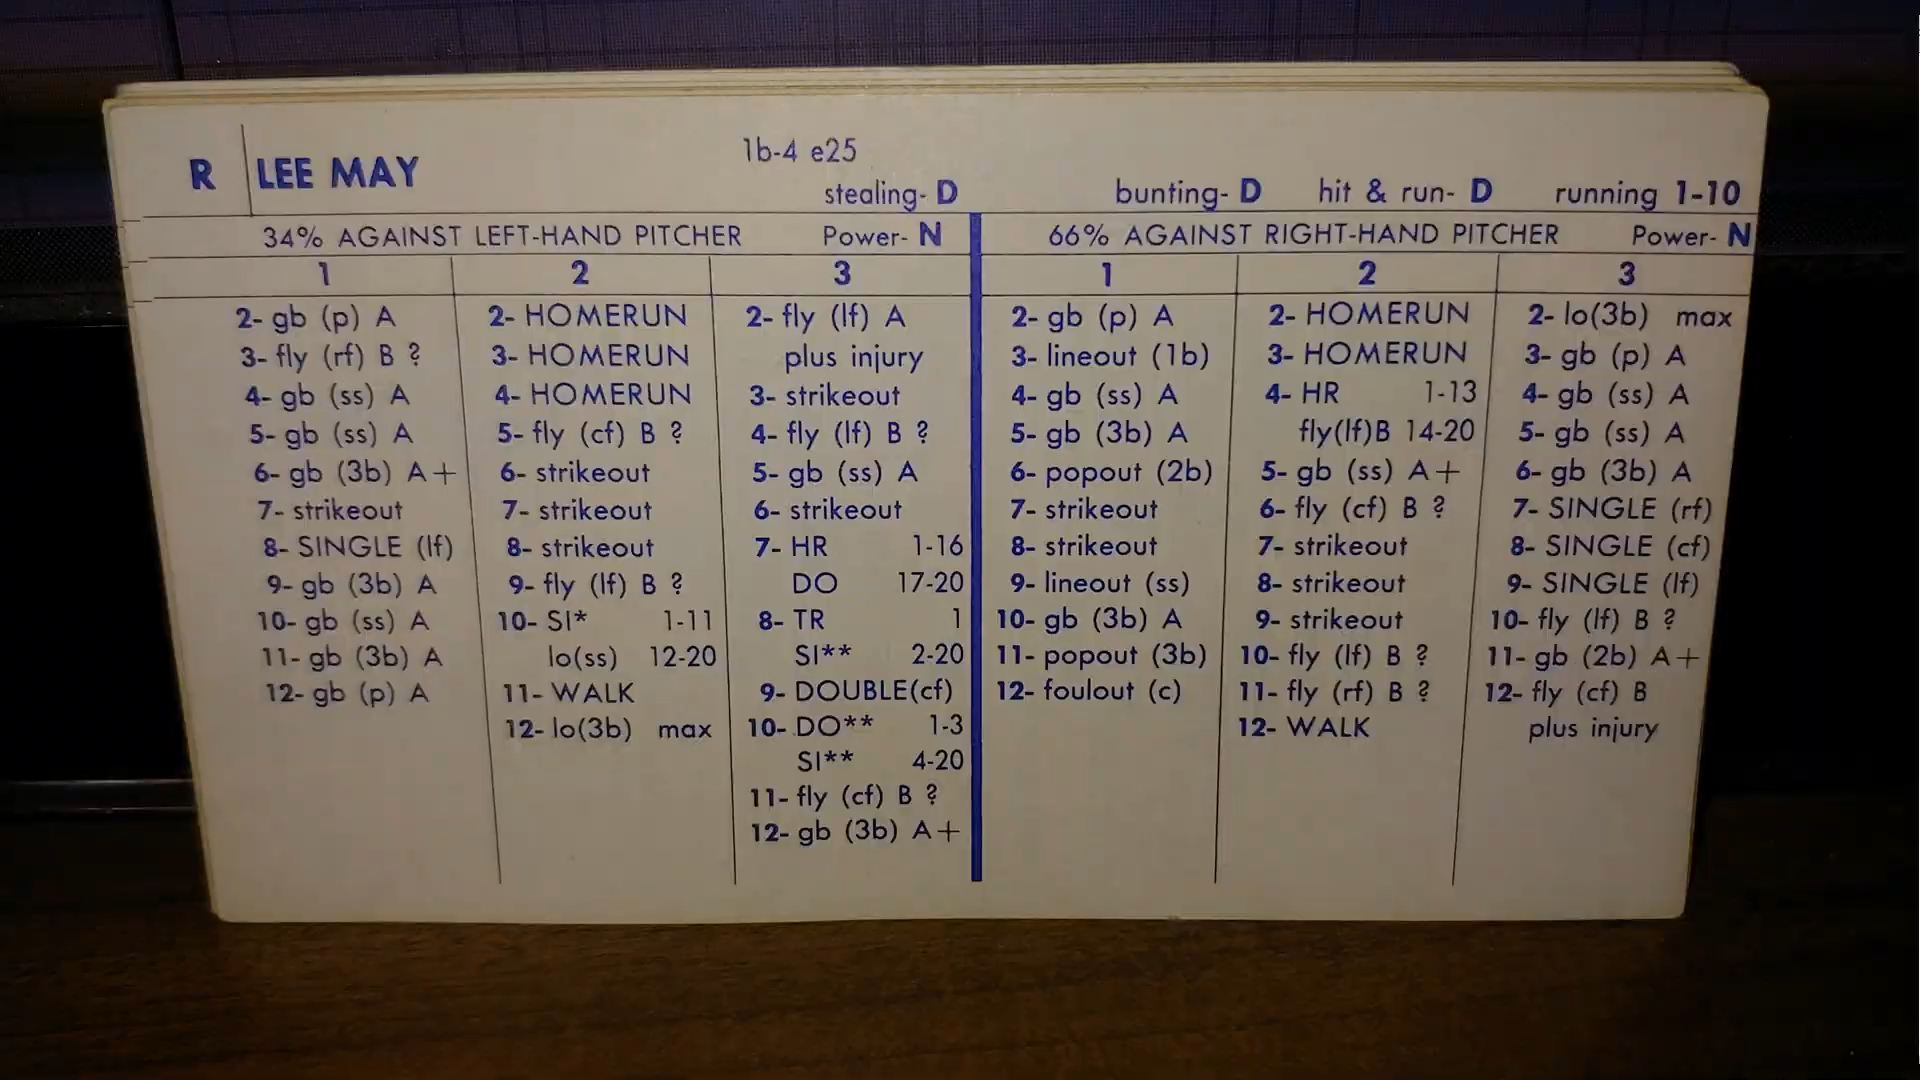 R LEE MAY 1b-4 e25
stealing- D bunting- D hit & run- D running 1-10
34% AGAINST LEFT-HAND PITCHER Power- N 66% AGAINST RIGHT-HAND PITCHER Power- N
1 2 3 1 2 3
2- gb (p) A
3- fly (rf) B ?
4- gb (ss) A
5- gb (ss) A
6- gb (3b) A+
7- strikeout
8- SINGLE (lf)
9- gb (3b) A
10- gb (ss) A
11- gb (3b) A
12- gb (p) A
2- HOMERUN
3- HOMERUN
4- HOMERUN
5- fly (cf) B ?
6- strikeout
7- strikeout
8- strikeout
9- fly (lf) B ?
10- SI* 1-11
lo(ss) 12-20
11- WALK
12- lo(3b) max
2- fly (lf) A
plus injury
3- strikeout
4- fly (lf) B ?
5- gb (ss) A
6- strikeout
7- HR 1-16
DO 17-20
8- TR 1
SI** 2-20
9- DOUBLE(cf)
10- DO** 1-3
SI** 4-20
11- fly (cf) B ?
12- gb (3b) A+
2- gb (p) A
3- lineout (1b)
4- gb (ss) A
5- gb (3b) A
6- popout (2b)
7- strikeout
8- strikeout
9- lineout (ss)
10- gb (3b) A
11- popout (3b)
12- foulout (c)
2- HOMERUN
3- HOMERUN
4- HR 1-13
fly(lf)B 14-20
5- gb (ss) A+
6- fly (cf) B ?
7- strikeout
8- strikeout
9- strikeout
10- fly (lf) B ?
11- fly (rf) B ?
12- WALK
2- lo(3b) max
3- gb (p) A
4- gb (ss) A
5- gb (ss) A
6- gb (3b) A
7- SINGLE (rf)
8- SINGLE (cf)
9- SINGLE (lf)
10- fly (lf) B ?
11- gb (2b) A+
12- fly (cf) B
plus injury